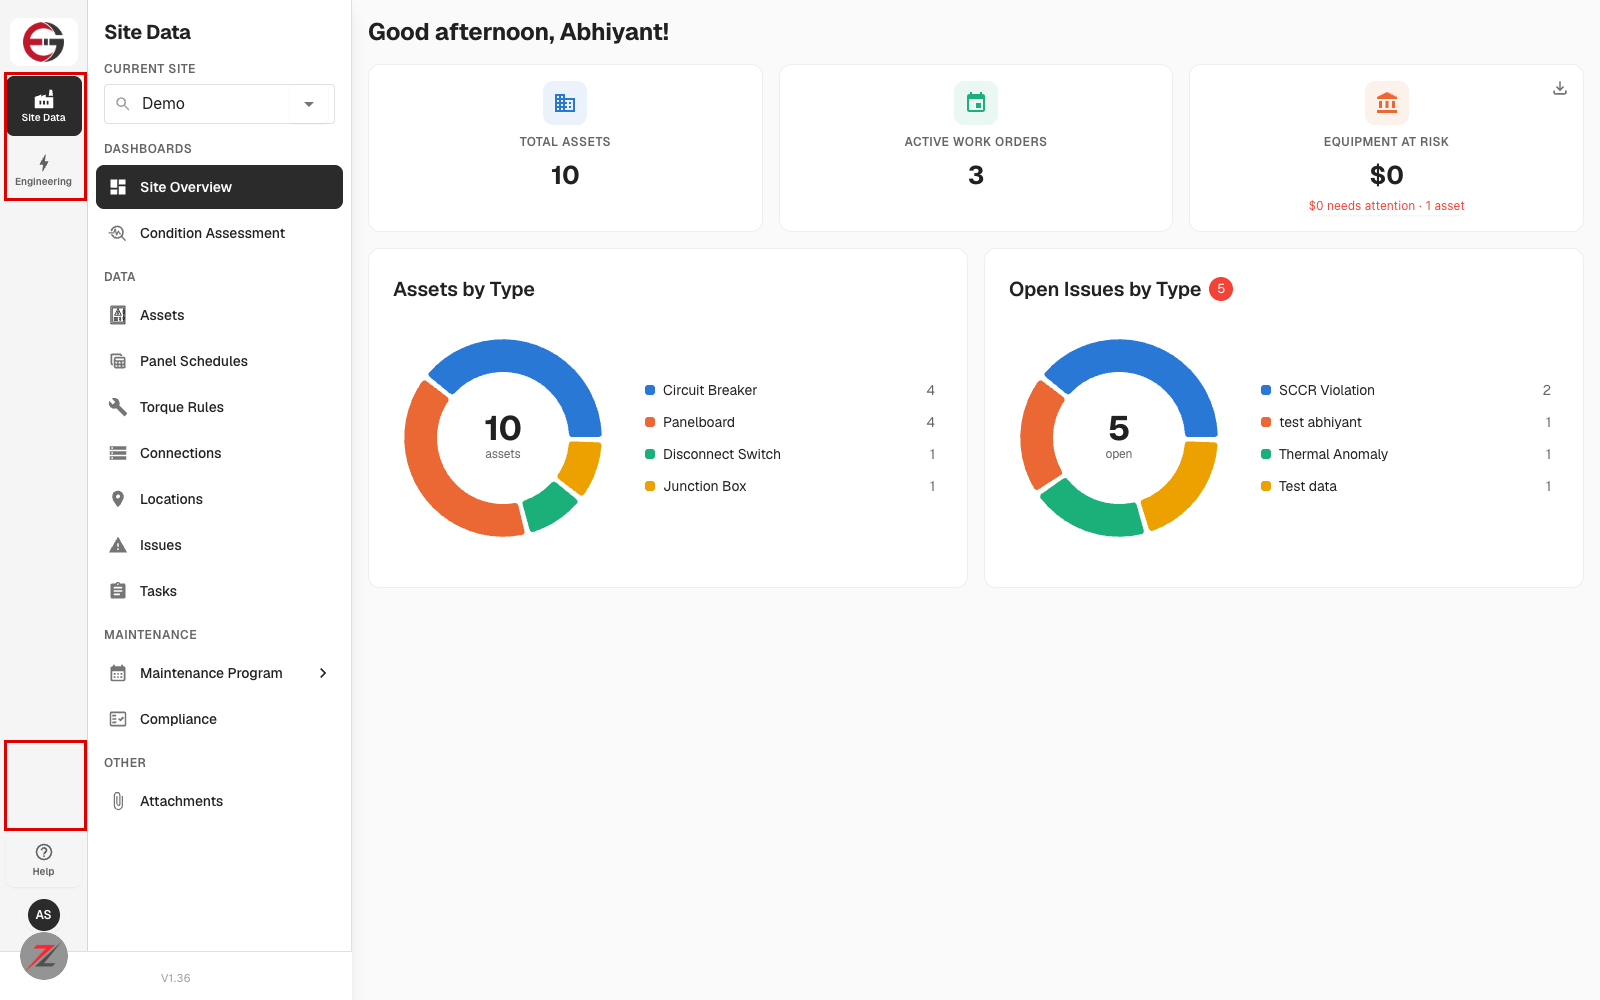 Site Data
Engineering
Help
AS
Site Data
CURRENT SITE
Demo
DASHBOARDS
Site Overview
Condition Assessment
DATA
Assets
Panel Schedules
Torque Rules
Connections
Locations
Issues
Tasks
MAINTENANCE
Maintenance Program
Compliance
OTHER
Attachments
V1.36
Good afternoon, Abhiyant!
TOTAL ASSETS
10
ACTIVE WORK ORDERS
3
EQUIPMENT AT RISK
$0
$0 needs attention · 1 asset
Assets by Type
10
assets
Circuit Breaker 4
Panelboard 4
Disconnect Switch 1
Junction Box 1
Open Issues by Type 5
5
open
SCCR Violation 2
test abhiyant 1
Thermal Anomaly 1
Test data 1